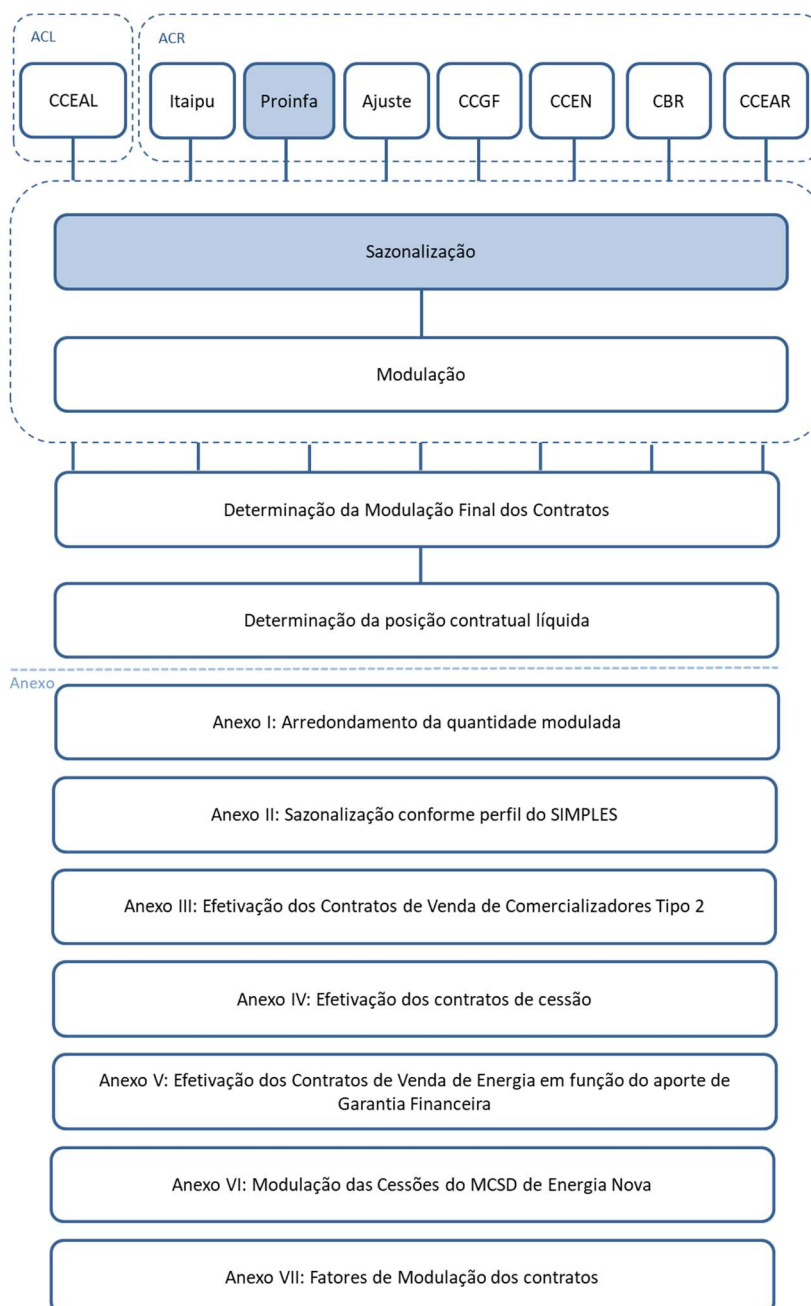 ACL
ACR
CCEAL
Itaipu
Proinfa
Ajuste
CCGF
CCEN
CBR
CCEAR
Sazonalização
Modulação
Determinação da Modulação Final dos Contratos
Determinação da posição contratual líquida
Anexo
Anexo I: Arredondamento da quantidade modulada
Anexo II: Sazonalização conforme perfil do SIMPLES
Anexo III: Efetivação dos Contratos de Venda de Comercializadores Tipo 2
Anexo IV: Efetivação dos contratos de cessão
Anexo V: Efetivação dos Contratos de Venda de Energia em função do aporte de
Garantia Financeira
Anexo VI: Modulação das Cessões do MCSD de Energia Nova
Anexo VII: Fatores de Modulação dos contratos